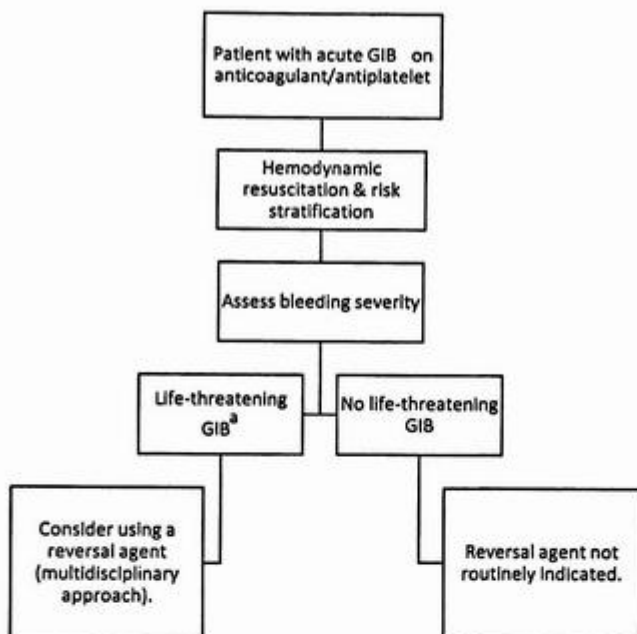 Patient with acute GIB on
anticoagulant/antiplatelet
Hemodynamic
resuscitation & risk
stratification
Assess bleeding severity
Life-threatening
GIBᵃ
No life-threatening
GIB
Consider using a
reversal agent
(multidisciplinary
approach).
Reversal agent not
routinely indicated.